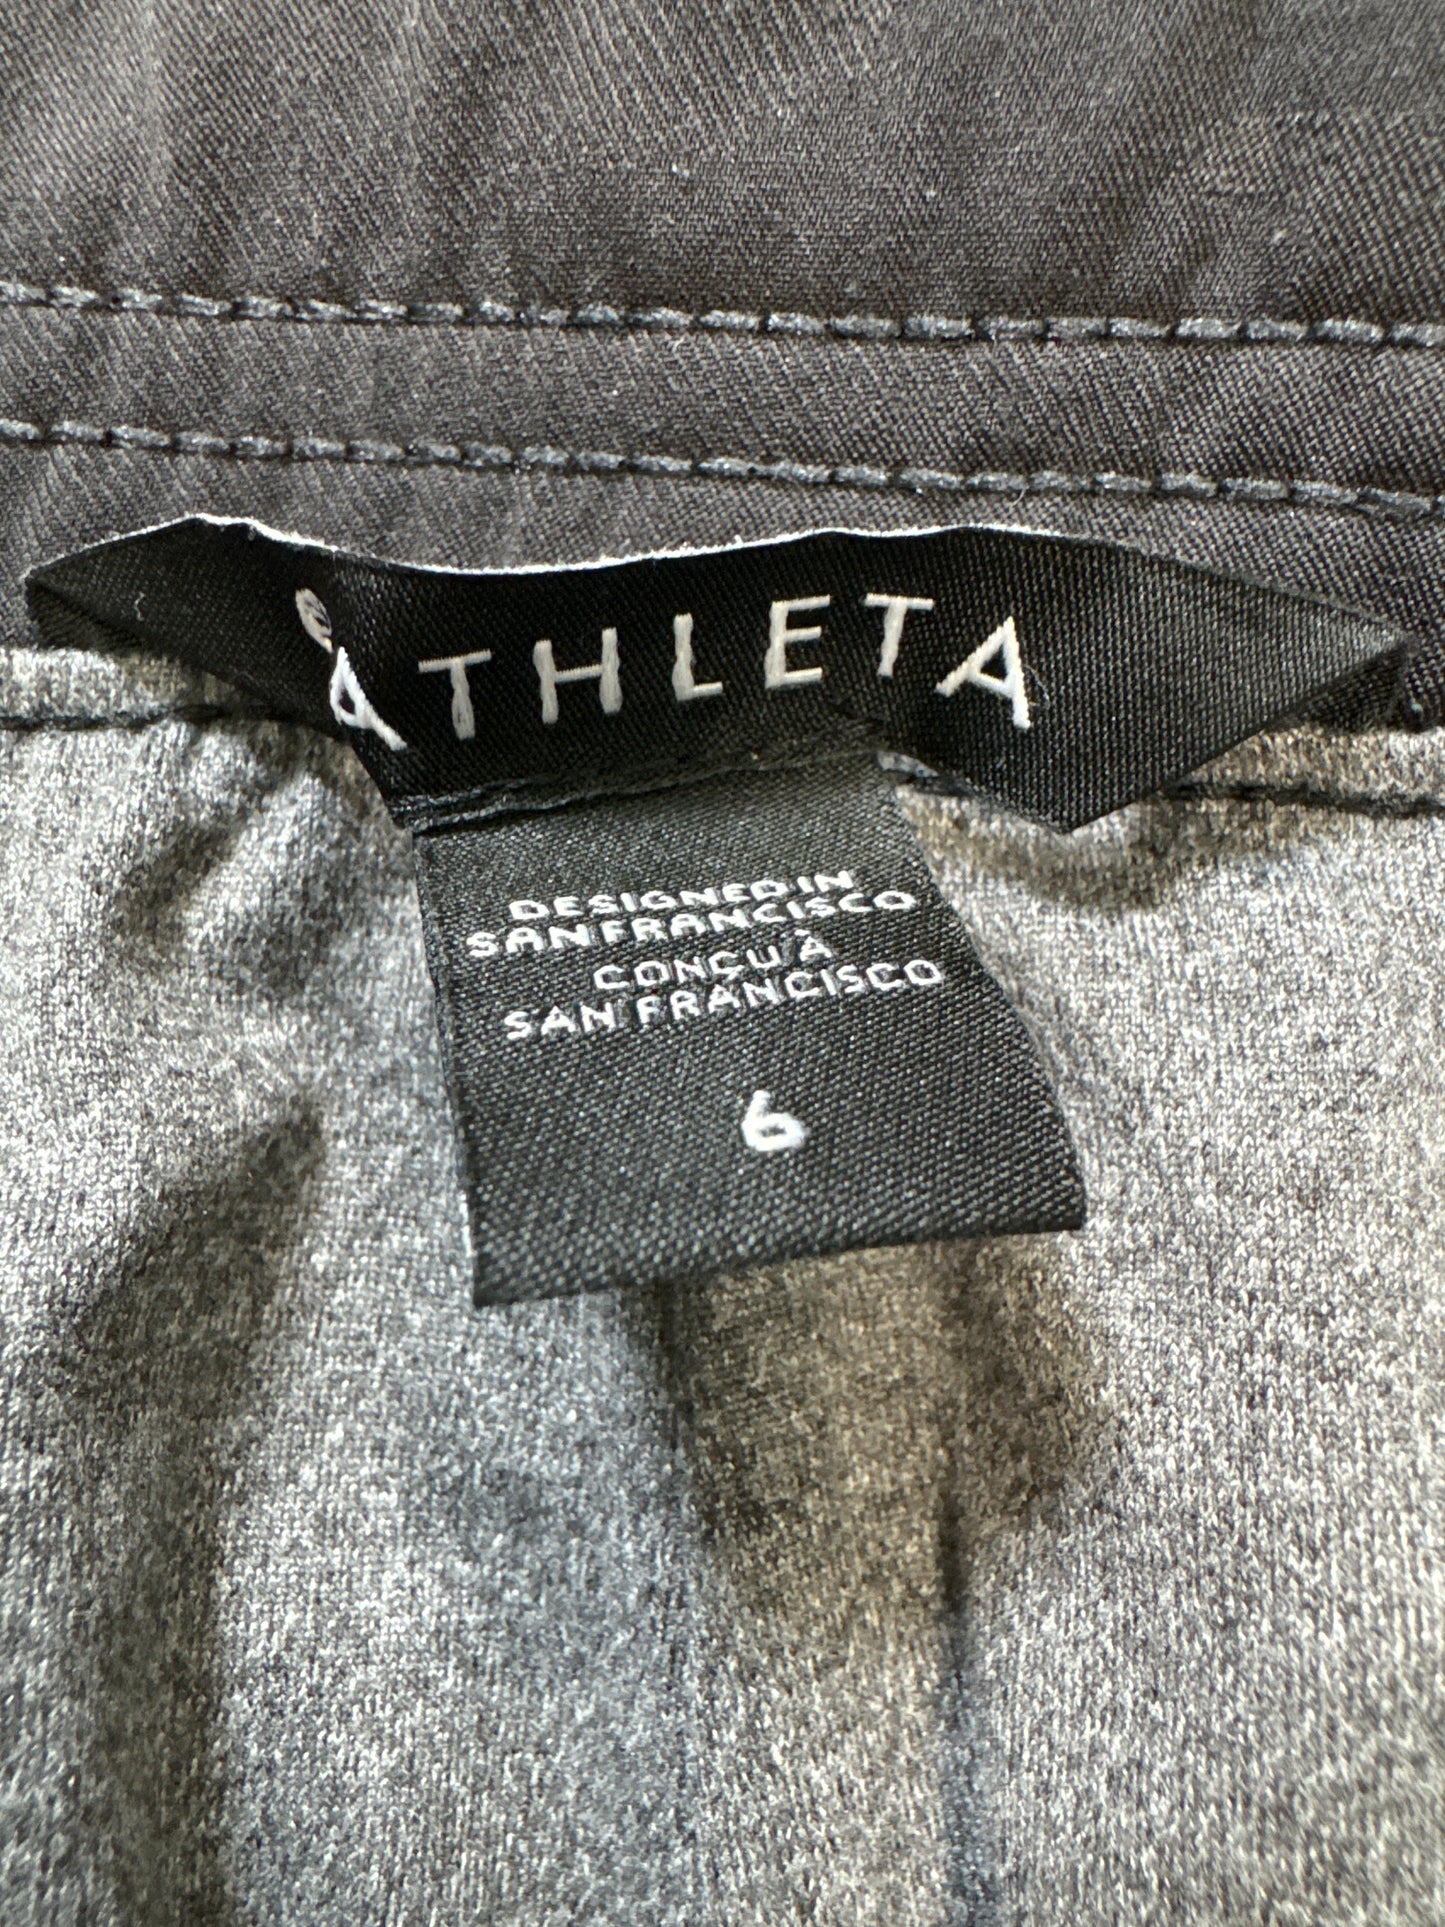 ATHLETA
DESIGNED IN
SAN FRANCISCO
CONÇU À
SAN FRANCISCO
6